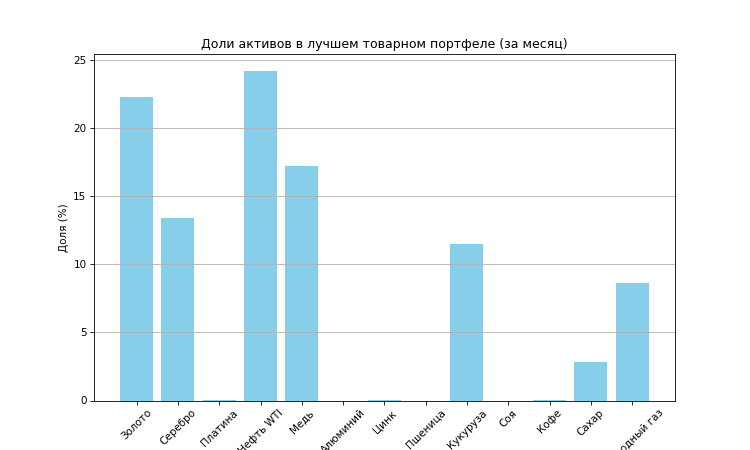 Доли активов в лучшем товарном портфеле (за месяц)
Доля (%)
25
20
15
10
5
0
Золото
Серебро
Платина
Нефть WTI
Медь
Алюминий
Цинк
Пшеница
Кукуруза
Соя
Кофе
Сахар
газ